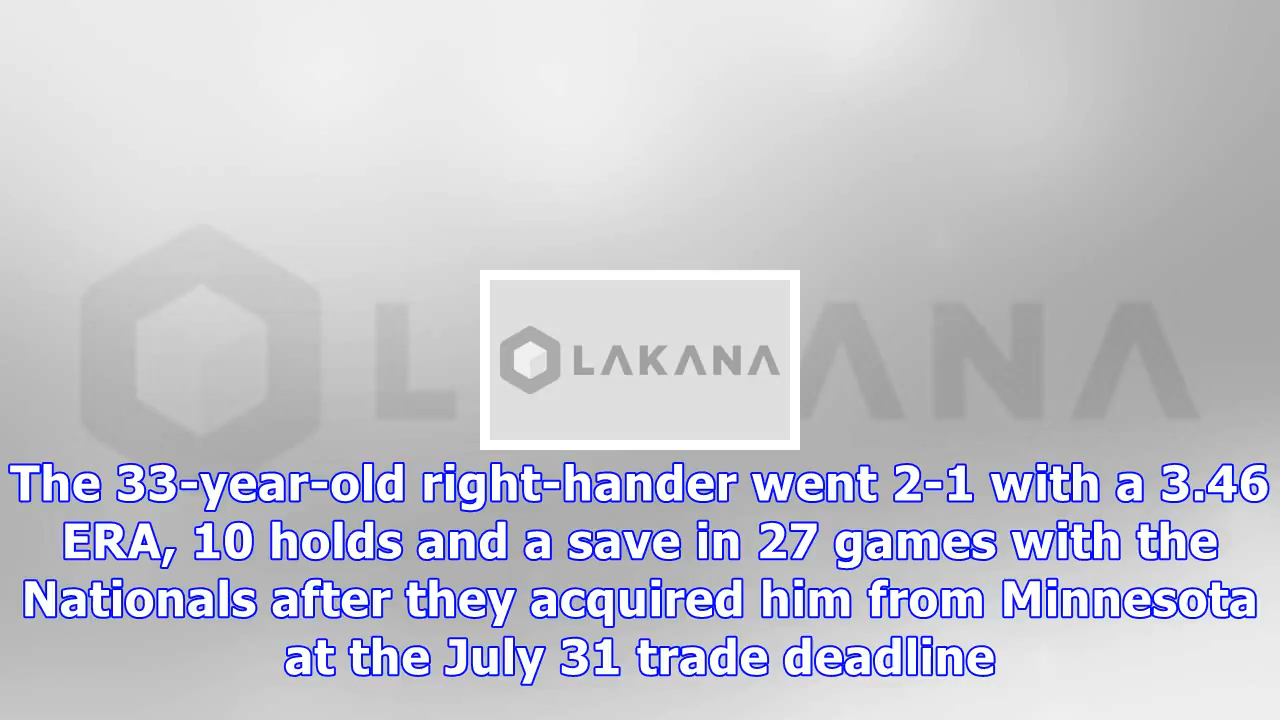 LAKANA
LAKANA
The 33-year-old right-hander went 2-1 with a 3.46
ERA, 10 holds and a save in 27 games with the
Nationals after they acquired him from Minnesota
at the July 31 trade deadline